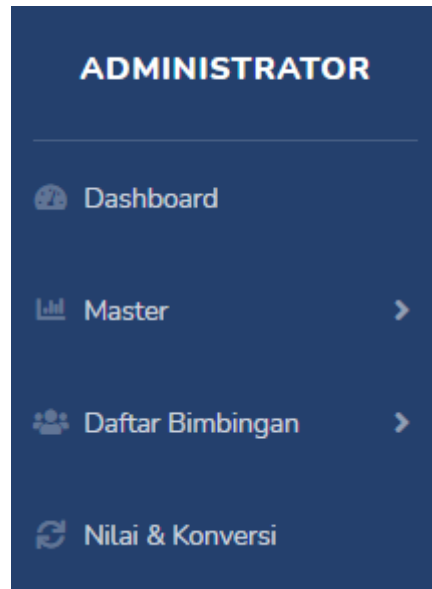 ADMINISTRATOR
Dashboard
Master
Daftar Bimbingan
Nilai & Konversi